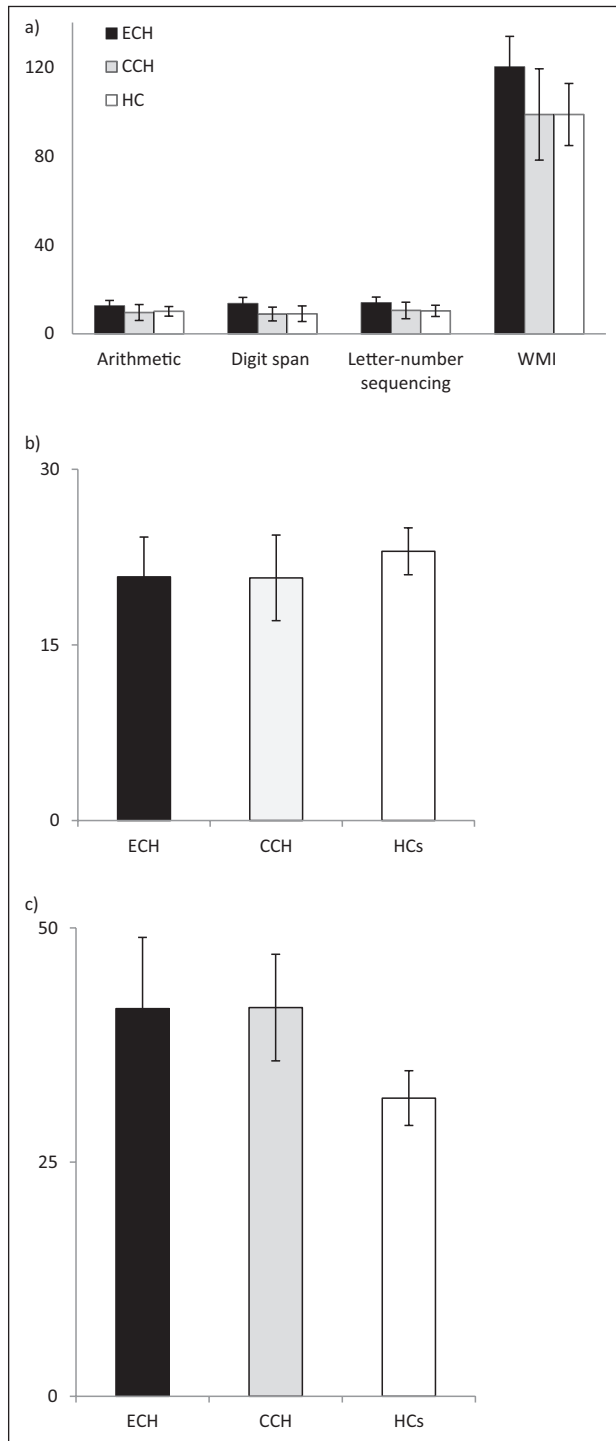 a)
ECH
CCH
HC
120
80
40
0
Arithmetic Digit span Letter-number sequencing WMI
b)
30
15
0
ECH CCH HCs
c)
50
25
0
ECH CCH HCs